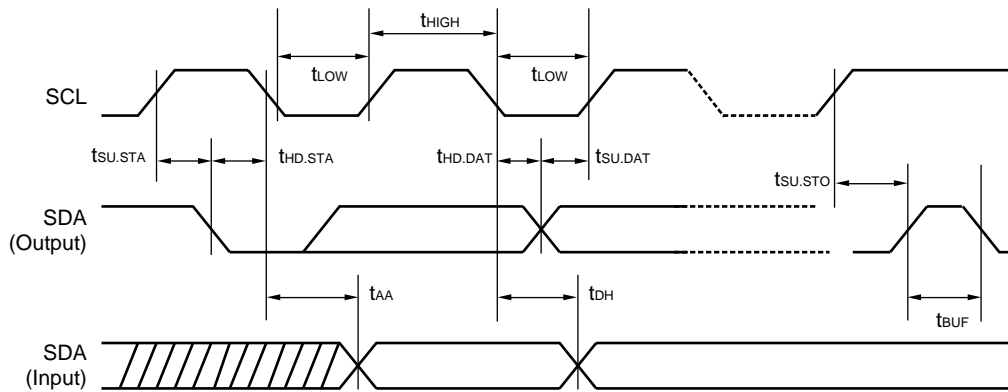 tHIGH
tLOW
tLOW
SCL
tSU.STA
tHD.STA
tHD.DAT
tSU.DAT
tSU.STO
SDA
(Output)
tAA
tDH
tBUF
SDA
(Input)